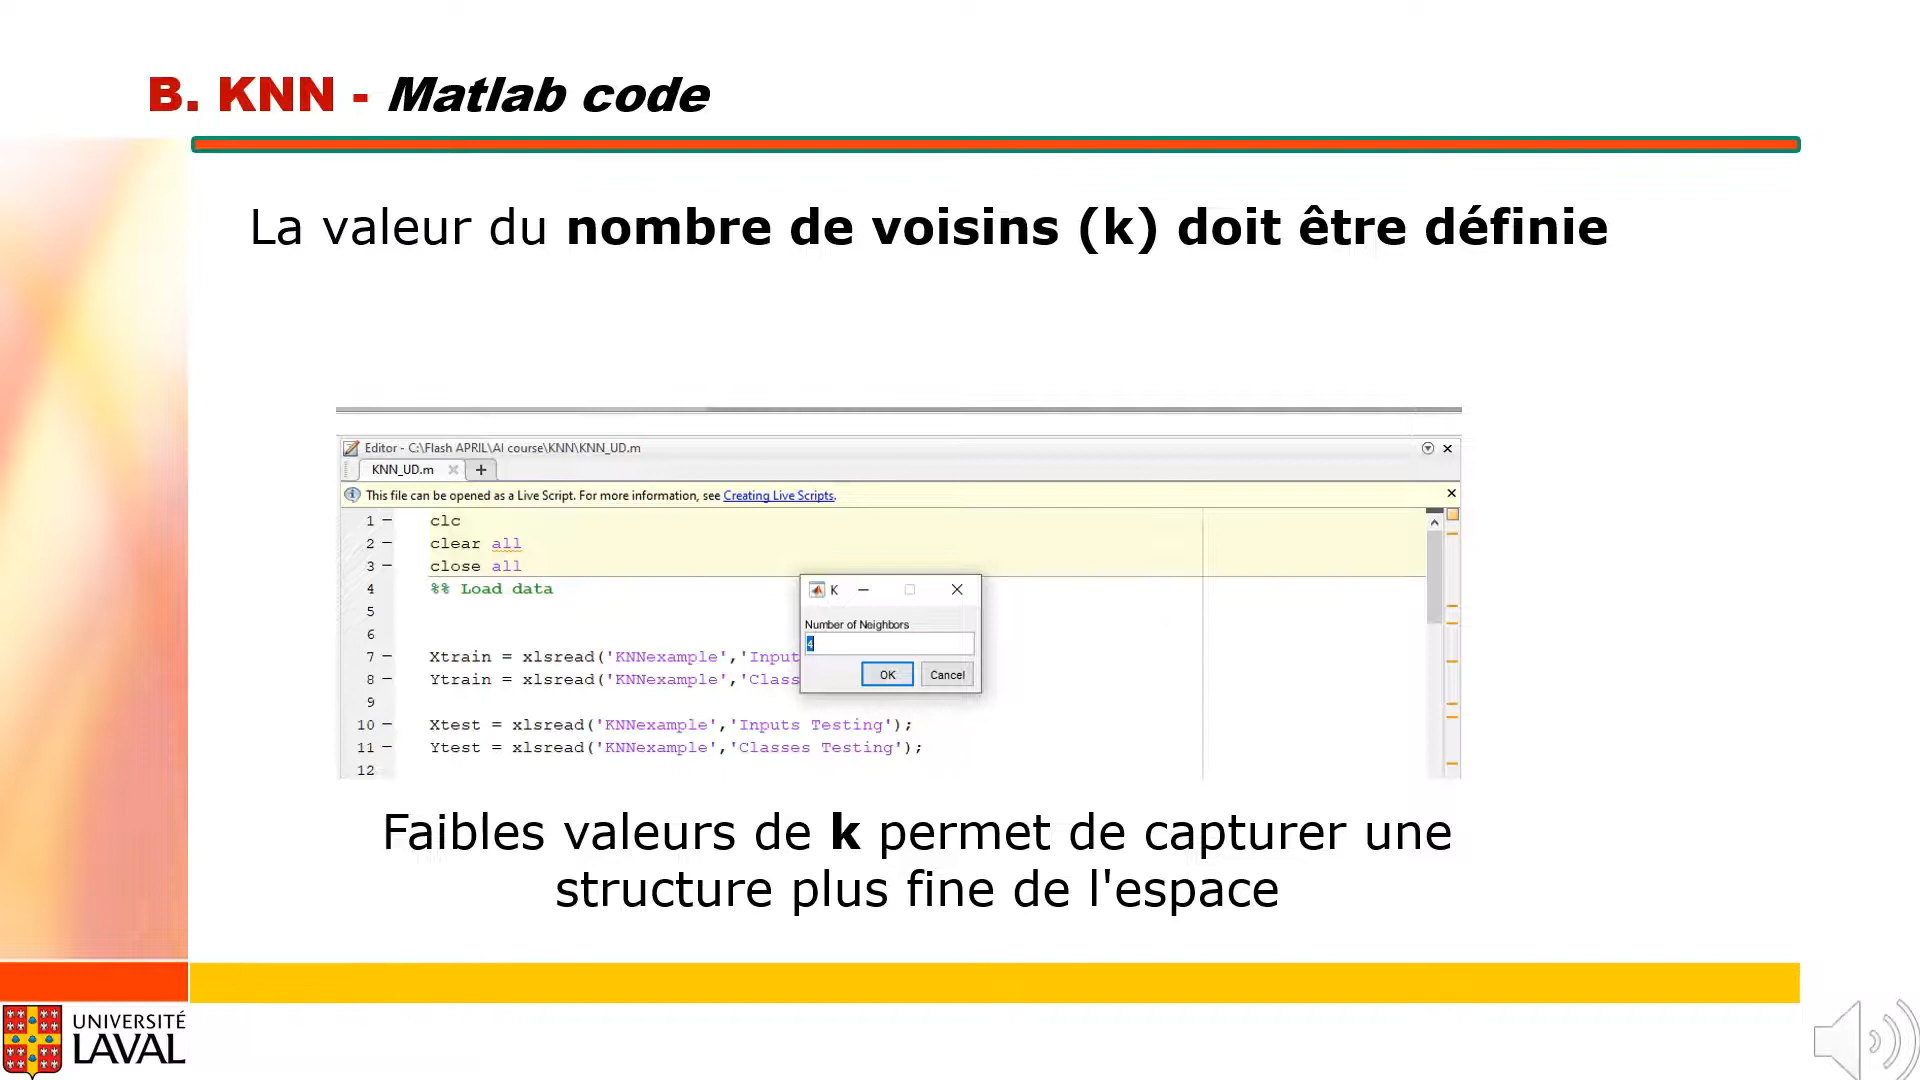 B. KNN - Matlab code
La valeur du nombre de voisins (k) doit être définie
Editor - C:\Flash APRIL\AI course\KNN\KNN_UD.m
KNN_UD.m
This file can be opened as a Live Script. For more information, see Creating Live Scripts.
1 clc
2 clear all
3 close all
4 %% Load data
5
6
7 Xtrain = xlsread('KNNexample','Input
8 Ytrain = xlsread('KNNexample','Class
9
10 Xtest = xlsread('KNNexample','Inputs Testing');
11 Ytest = xlsread('KNNexample','Classes Testing');
12
K
Number of Neighbors
4
OK Cancel
Faibles valeurs de k permet de capturer une
structure plus fine de l'espace
UNIVERSITÉ
LAVAL